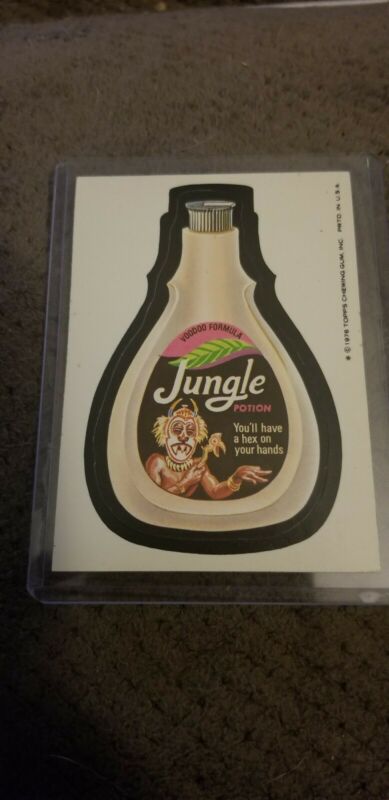 VOODOO FORMULA
Jungle
POTION
You'll have
a hex on
your hands
* © 1976 TOPPS CHEWING GUM, INC. PRTD. IN U.S.A.